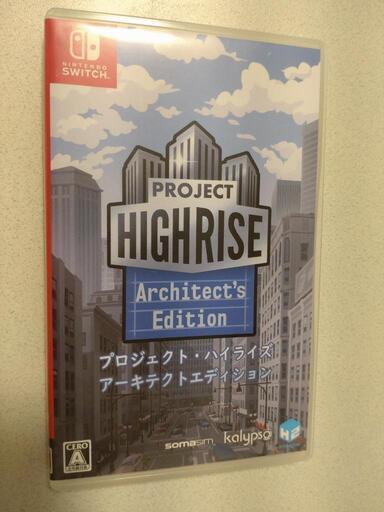 NINTENDO
SWITCH
PROJECT
HIGHRISE
Architect's
Edition
プロジェクト・ハイライズ
アーキテクトエディション
CERO
A
somasim
kalypso
H2